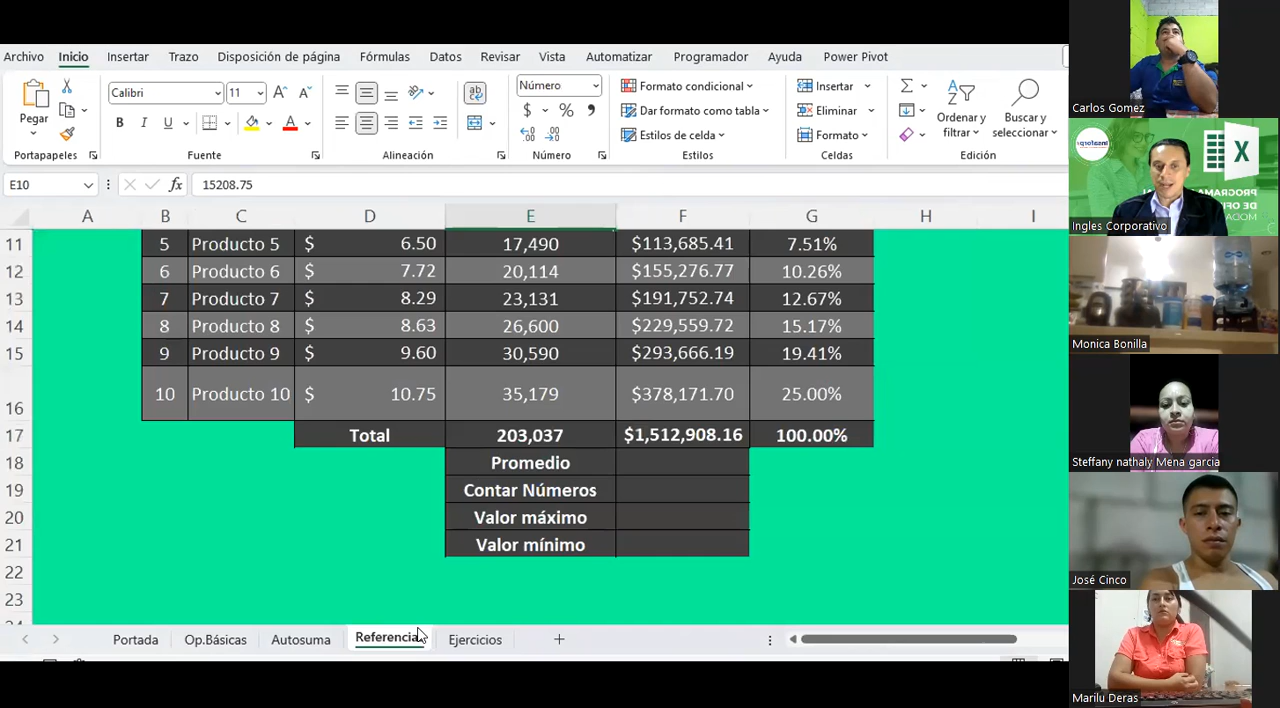 Archivo Inicio Insertar Trazo Disposición de página Fórmulas Datos Revisar Vista Automatizar Programador Ayuda Power Pivot
Pegar
Portapapeles
Calibri 11
N K S
Fuente
Alineación
Número
$ % ,
Número
Formato condicional
Dar formato como tabla
Estilos de celda
Estilos
Insertar
Eliminar
Formato
Celdas
Ordenar y filtrar
Buscar y seleccionar
Edición
E10 fx 15208.75
A B C D E F G H I
11 5 Producto 5 $ 6.50 17,490 $113,685.41 7.51%
12 6 Producto 6 $ 7.72 20,114 $155,276.77 10.26%
13 7 Producto 7 $ 8.29 23,131 $191,752.74 12.67%
14 8 Producto 8 $ 8.63 26,600 $229,559.72 15.17%
15 9 Producto 9 $ 9.60 30,590 $293,666.19 19.41%
16 10 Producto 10 $ 10.75 35,179 $378,171.70 25.00%
17 Total 203,037 $1,512,908.16 100.00%
18 Promedio
19 Contar Números
20 Valor máximo
21 Valor mínimo
22
23
Portada Op.Básicas Autosuma Referencia Ejercicios
Carlos Gomez
X
Ingles Corporativo
Monica Bonilla
Steffany nathaly Mena garcia
José Cinco
Marilu Deras